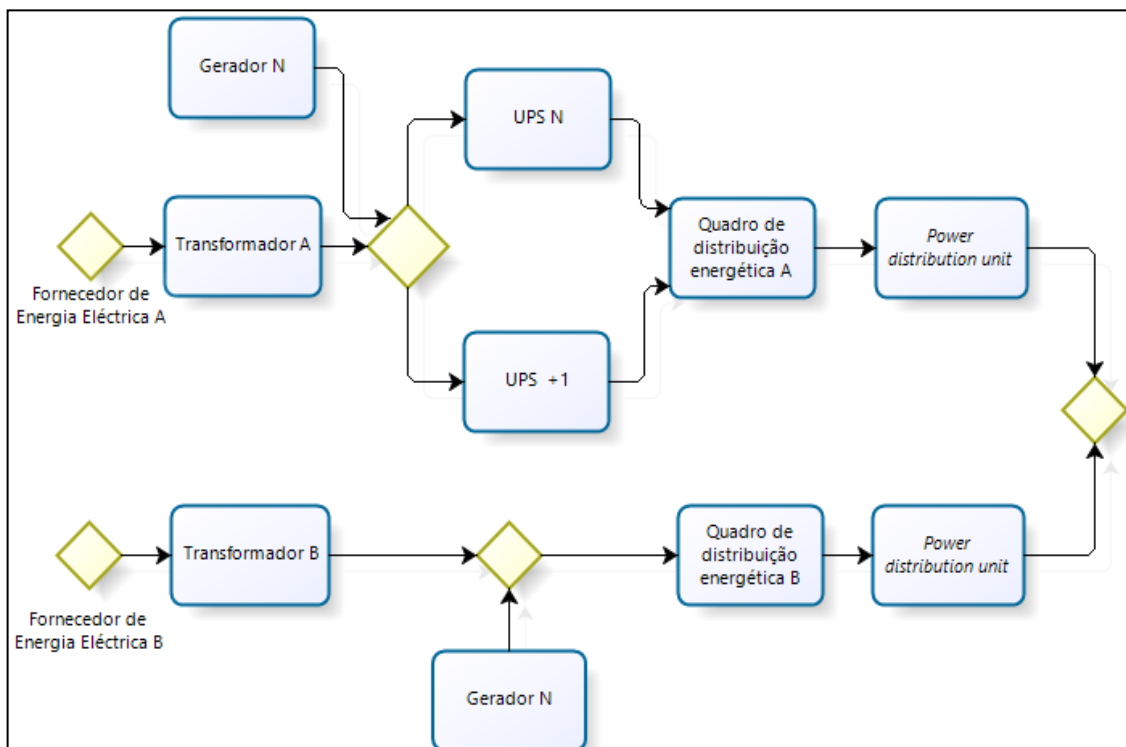 Gerador N
UPS N
Transformador A
Fornecedor de
Energia Eléctrica A
Quadro de
distribuição
energética A
Power
distribution unit
UPS +1
Transformador B
Fornecedor de
Energia Eléctrica B
Quadro de
distribuição
energética B
Power
distribution unit
Gerador N